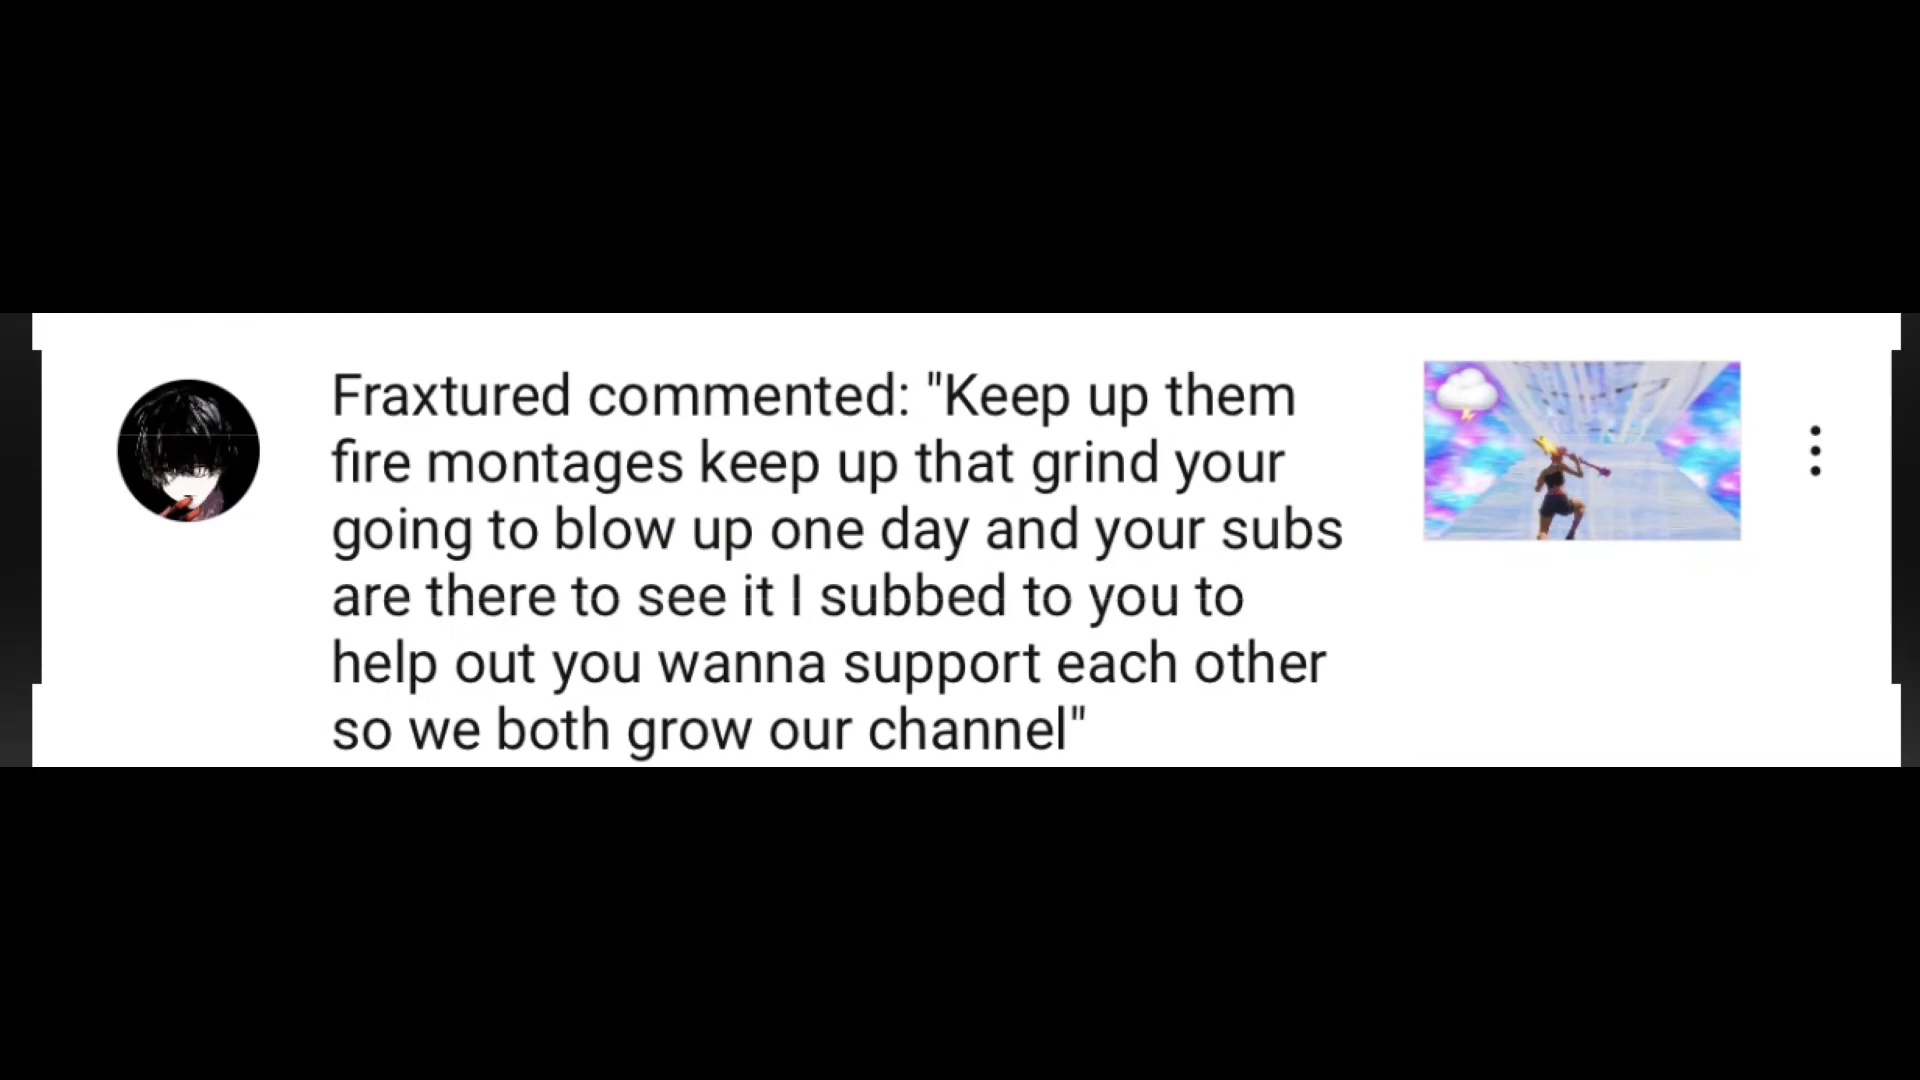 Fraxtured commented: "Keep up them
fire montages keep up that grind your
going to blow up one day and your subs
are there to see it I subbed to you to
help out you wanna support each other
so we both grow our channel"